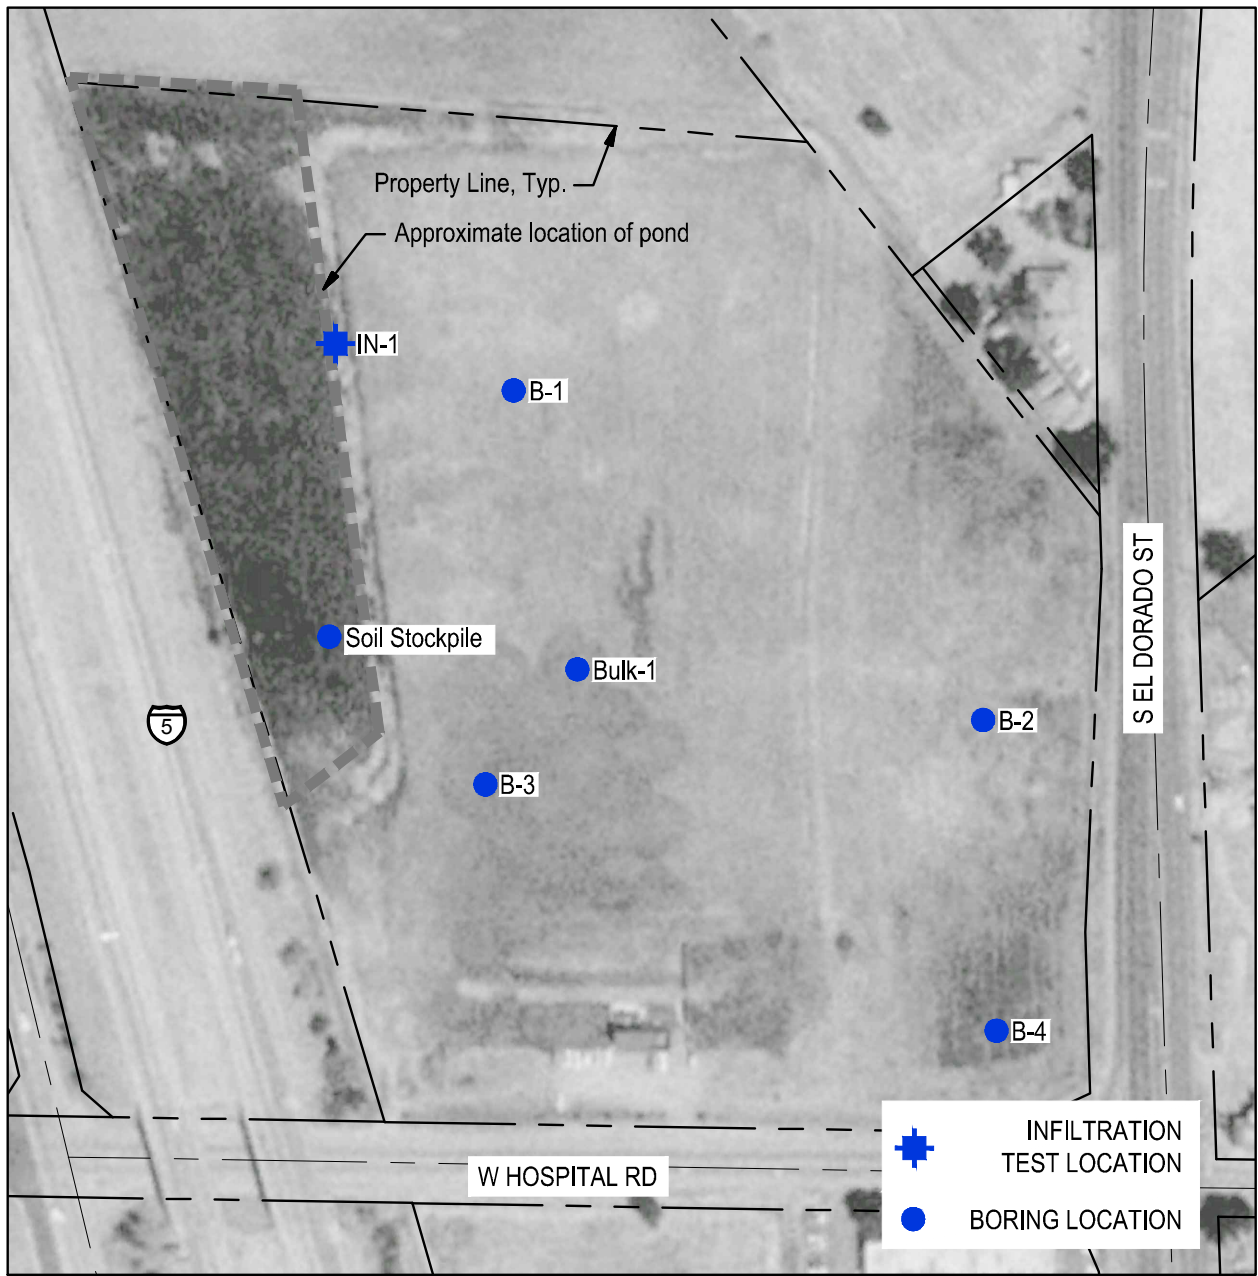 Property Line, Typ.
Approximate location of pond
IN-1
B-1
Soil Stockpile
Bulk-1
5
B-2
S EL DORADO ST
B-3
B-4
W HOSPITAL RD
INFILTRATION
TEST LOCATION
BORING LOCATION